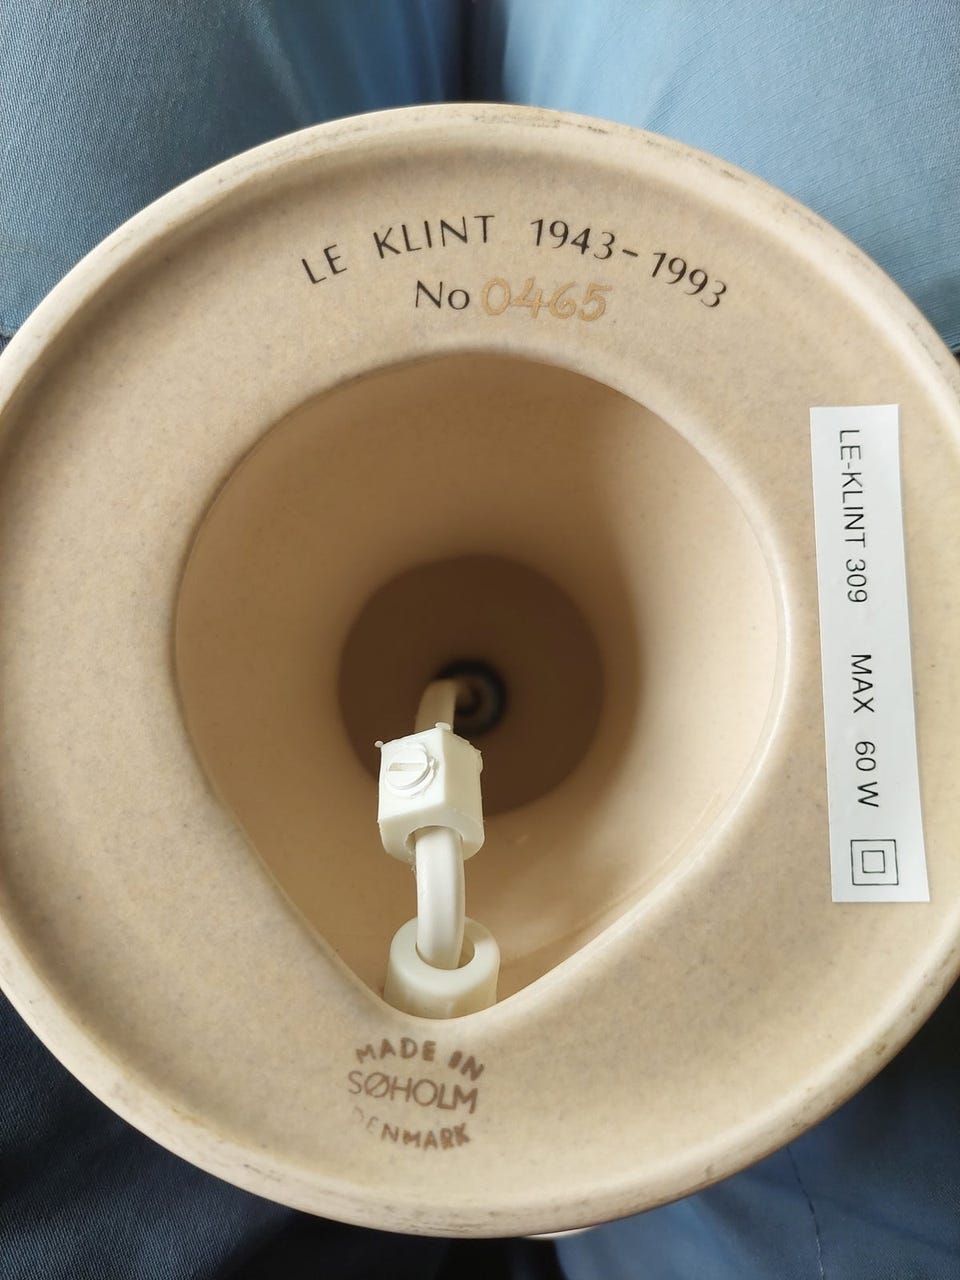 LE KLINT 1943-1993
No 0465
LE-KLINT 309 MAX 60 W
MADE IN
SØHOLM
DENMARK